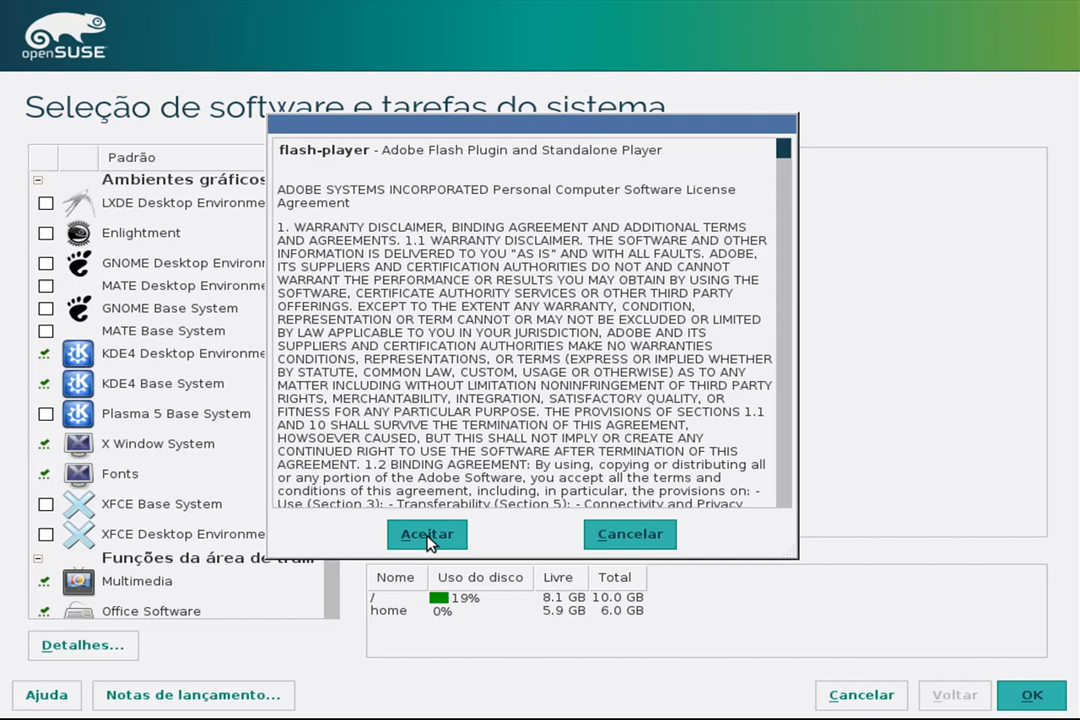 openSUSE
Seleção de software e tarefas do sistema
Padrão
Ambientes gráficos
LXDE Desktop Environme
Enlightment
GNOME Desktop Environ
MATE Desktop Environme
GNOME Base System
MATE Base System
KDE4 Desktop Environme
KDE4 Base System
Plasma 5 Base System
X Window System
Fonts
XFCE Base System
XFCE Desktop Environme
Funções da área de
Multimedia
Office Software
Detalhes...
flash-player - Adobe Flash Plugin and Standalone Player
ADOBE SYSTEMS INCORPORATED Personal Computer Software License
Agreement
1. WARRANTY DISCLAIMER, BINDING AGREEMENT AND ADDITIONAL TERMS
AND AGREEMENTS. 1.1 WARRANTY DISCLAIMER. THE SOFTWARE AND OTHER
INFORMATION IS DELIVERED TO YOU "AS IS" AND WITH ALL FAULTS. ADOBE,
ITS SUPPLIERS AND CERTIFICATION AUTHORITIES DO NOT AND CANNOT
WARRANT THE PERFORMANCE OR RESULTS YOU MAY OBTAIN BY USING THE
SOFTWARE, CERTIFICATE AUTHORITY SERVICES OR OTHER THIRD PARTY
OFFERINGS. EXCEPT TO THE EXTENT ANY WARRANTY, CONDITION,
REPRESENTATION OR TERM CANNOT OR MAY NOT BE EXCLUDED OR LIMITED
BY LAW APPLICABLE TO YOU IN YOUR JURISDICTION, ADOBE AND ITS
SUPPLIERS AND CERTIFICATION AUTHORITIES MAKE NO WARRANTIES
CONDITIONS, REPRESENTATIONS, OR TERMS (EXPRESS OR IMPLIED WHETHER
BY STATUTE, COMMON LAW, CUSTOM, USAGE OR OTHERWISE) AS TO ANY
MATTER INCLUDING WITHOUT LIMITATION NONINFRINGEMENT OF THIRD PARTY
RIGHTS, MERCHANTABILITY, INTEGRATION, SATISFACTORY QUALITY, OR
FITNESS FOR ANY PARTICULAR PURPOSE. THE PROVISIONS OF SECTIONS 1.1
AND 10 SHALL SURVIVE THE TERMINATION OF THIS AGREEMENT,
HOWSOEVER CAUSED, BUT THIS SHALL NOT IMPLY OR CREATE ANY
CONTINUED RIGHT TO USE THE SOFTWARE AFTER TERMINATION OF THIS
AGREEMENT. 1.2 BINDING AGREEMENT: By using, copying or distributing all
or any portion of the Adobe Software, you accept all the terms and
conditions of this agreement, including, in particular, the provisions on: -
Use (Section 3); - Transferability (Section 5); - Connectivity and Privacy
Aceitar
Cancelar
Nome Uso do disco Livre Total
/ 19% 8.1 GB 10.0 GB
home 0% 5.9 GB 6.0 GB
Ajuda
Notas de lançamento...
Cancelar
Voltar
OK